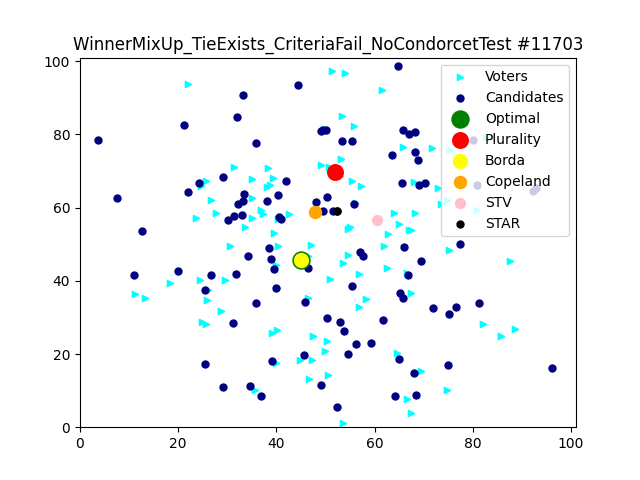 WinnerMixUp_TieExists_CriteriaFail_NoCondorcetTest #11703
100
80
60
40
20
0
0
20
40
60
80
100
Voters
Candidates
Optimal
Plurality
Borda
Copeland
STV
STAR